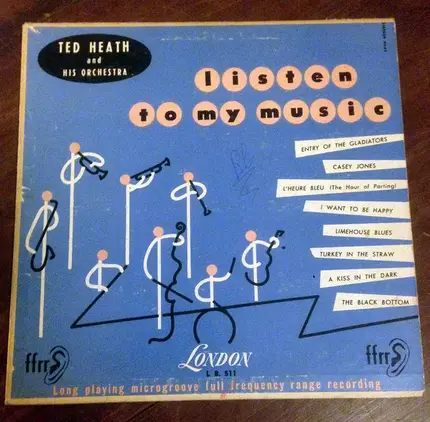 TED HEATH
and
HIS ORCHESTRA
listen
to my music
ENTRY OF THE GLADIATORS
CASEY JONES
L'HEURE BLEU (The Hour of Parting)
I WANT TO BE HAPPY
LIMEHOUSE BLUES
TURKEY IN THE STRAW
A KISS IN THE DARK
THE BLACK BOTTOM
ffrr
LONDON
L B. 511
ffrr
Long playing microgroove full frequency range recording